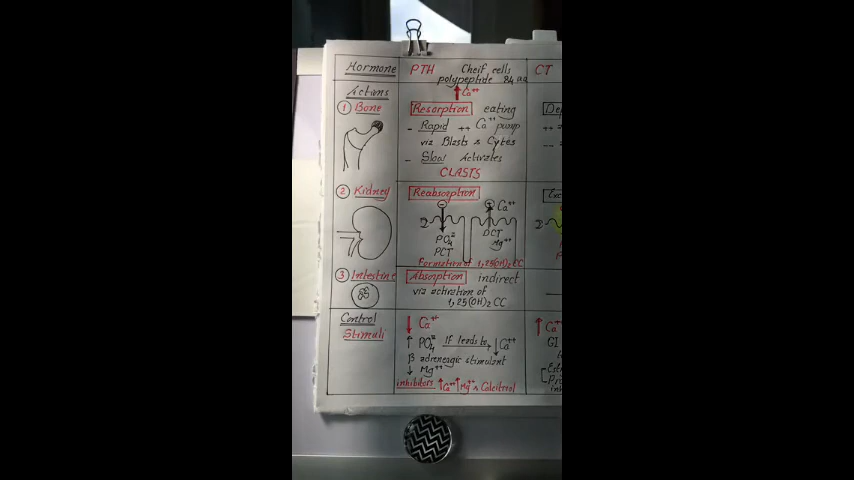 Hormone
PTH Cheif cells
polypeptide 84 aa
CT
Actions
↑ Ca++
① Bone
Resorption eating
- Rapid ++ Ca++ pump
via Blasts & Cytes
- Slow Activates
CLASTS
② Kidney
Reabsorption
Ca++
PO4
PCT
DCT
Mg++
Formation of 1,25(OH)2 CC
③ Intestine
Absorption indirect
via activation of
1,25(OH)2 CC
Control
Stimuli
↓ Ca++
↑ PO4 If leads to ↓ Ca++
β adrenergic stimulant
↓ Mg++
inhibitors ↑Ca++ ↑Mg++ & Calcitriol
↑ Ca
GI